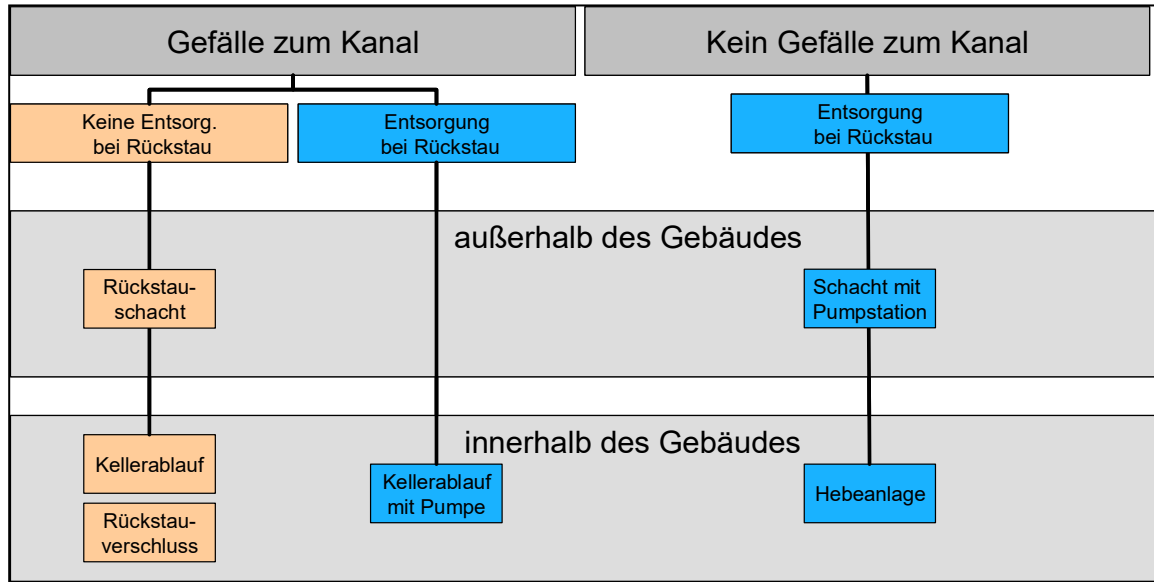 Gefälle zum Kanal
Kein Gefälle zum Kanal
Keine Entsorg.
bei Rückstau
Entsorgung
bei Rückstau
Entsorgung
bei Rückstau
außerhalb des Gebäudes
Rückstau-
schacht
Schacht mit
Pumpstation
innerhalb des Gebäudes
Kellerablauf
Kellerablauf
mit Pumpe
Hebeanlage
Rückstau-
verschluss